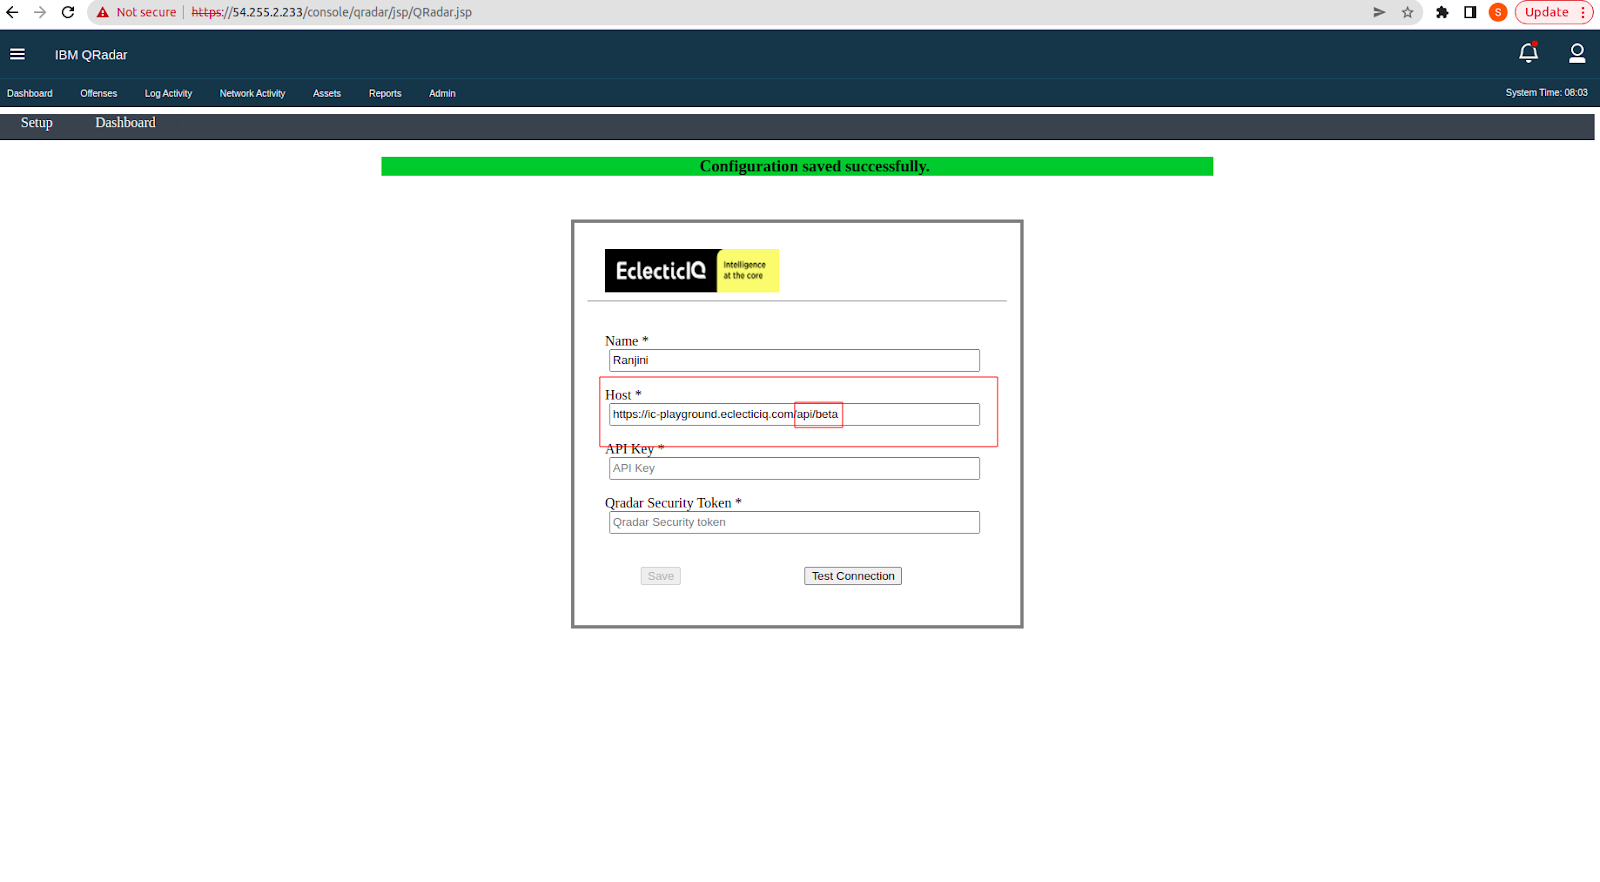 Not secure https://54.255.2.233/console/qradar/jsp/QRadar.jsp S Update
IBM QRadar
Dashboard Offenses Log Activity Network Activity Assets Reports Admin System Time: 08:03
Setup Dashboard
Configuration saved successfully.
EclecticIQ Intelligence at the core
Name *
Ranjini
Host *
https://ic-playground.eclecticiq.com/api/beta
API Key *
API Key
Qradar Security Token *
Qradar Security token
Save Test Connection